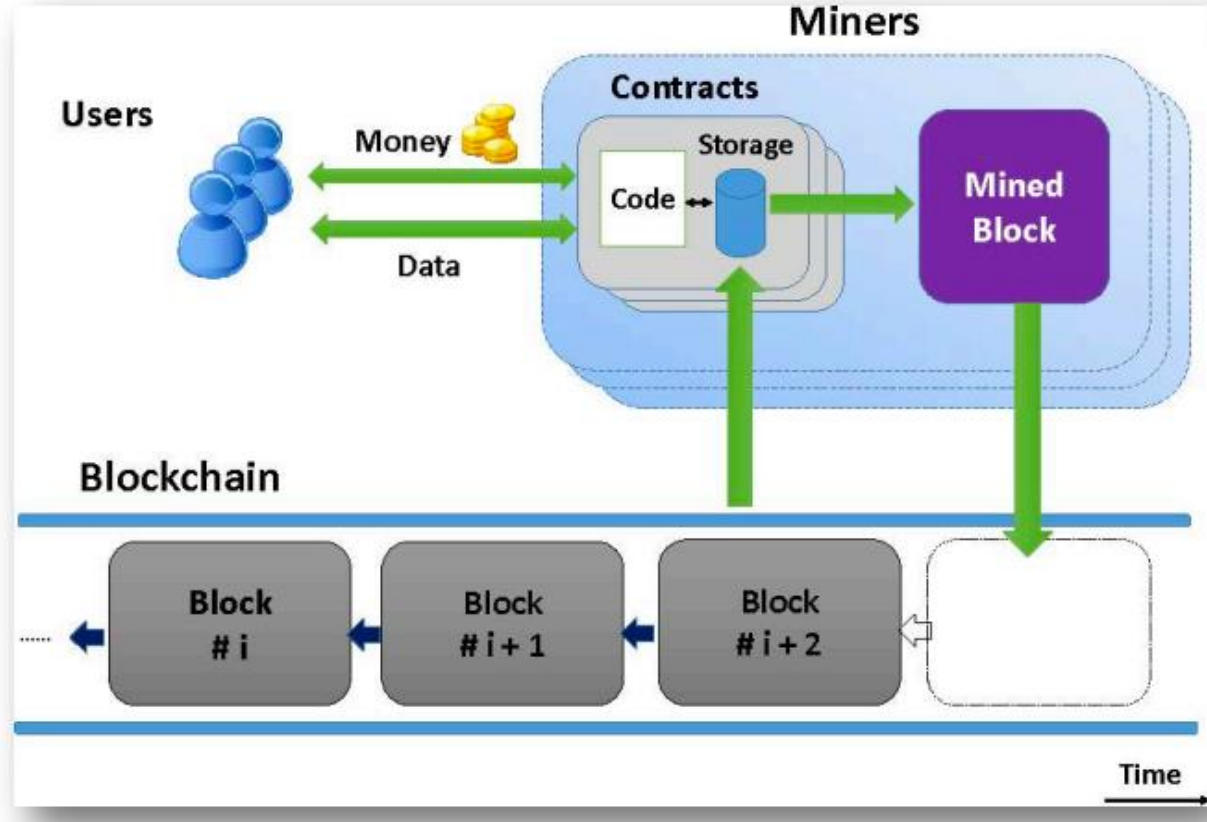 Miners
Users
Contracts
Money
Storage
Code
Mined
Block
Data
Blockchain
......
Block
# i
Block
# i + 1
Block
# i + 2
Time